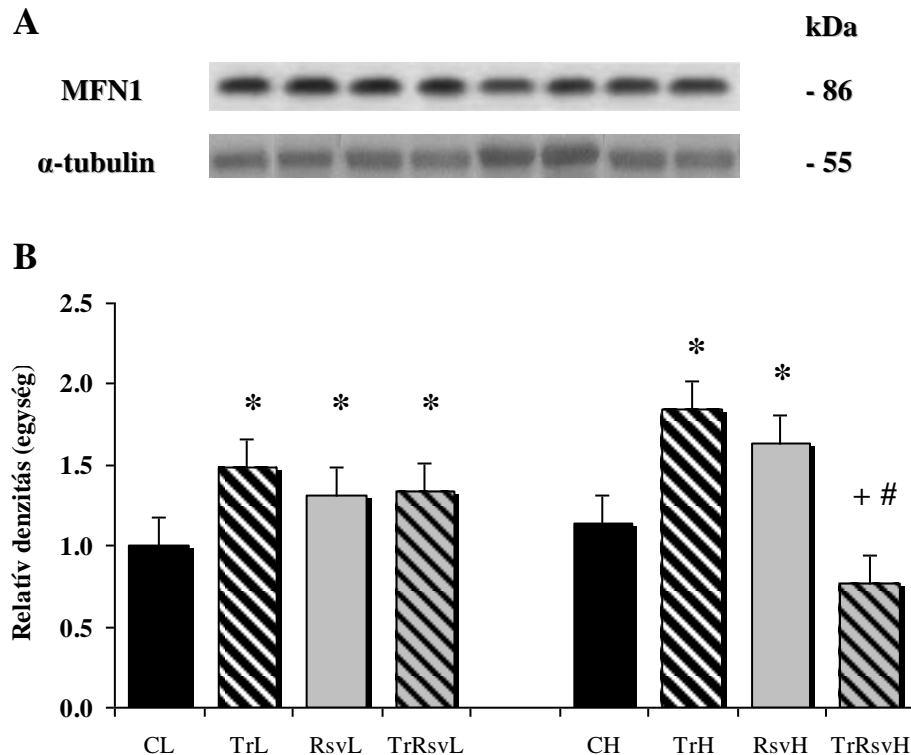 A kDa
MFN1 - 86
α-tubulin - 55
B
Relatív denzitás (egység)
2.5
2.0
1.5
1.0
0.5
0.0
* * * * * + #
CL TrL RsvL TrRsvL CH TrH RsvH TrRsvH